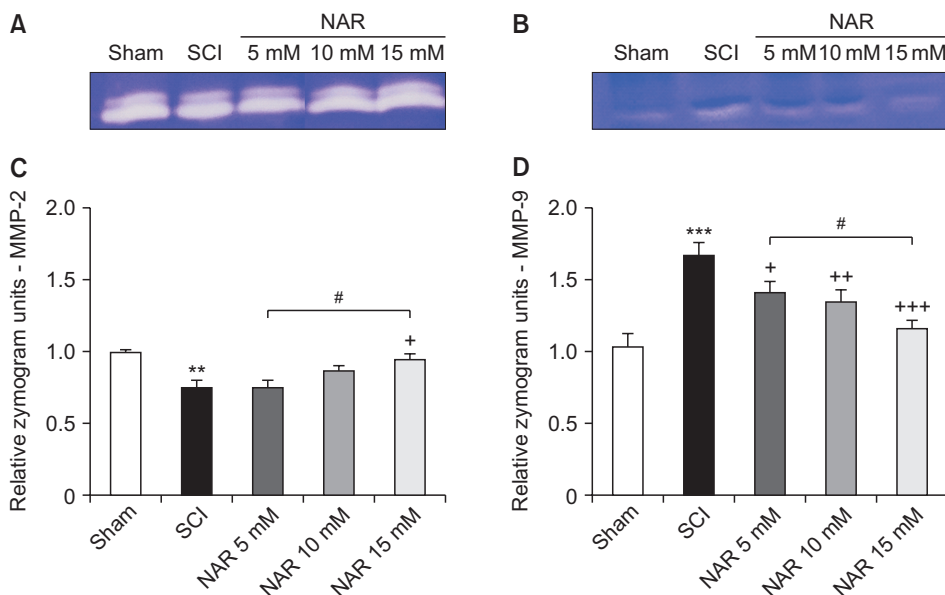 A
NAR
Sham SCI 5 mM 10 mM 15 mM
B
NAR
Sham SCI 5 mM 10 mM 15 mM
C
Relative zymogram units - MMP-2
2.0
1.5
1.0
0.5
0
**
#
+
Sham
SCI
NAR 5 mM
NAR 10 mM
NAR 15 mM
D
Relative zymogram units - MMP-9
2.0
1.5
1.0
0.5
0
***
#
+
++
+++
Sham
SCI
NAR 5 mM
NAR 10 mM
NAR 15 mM